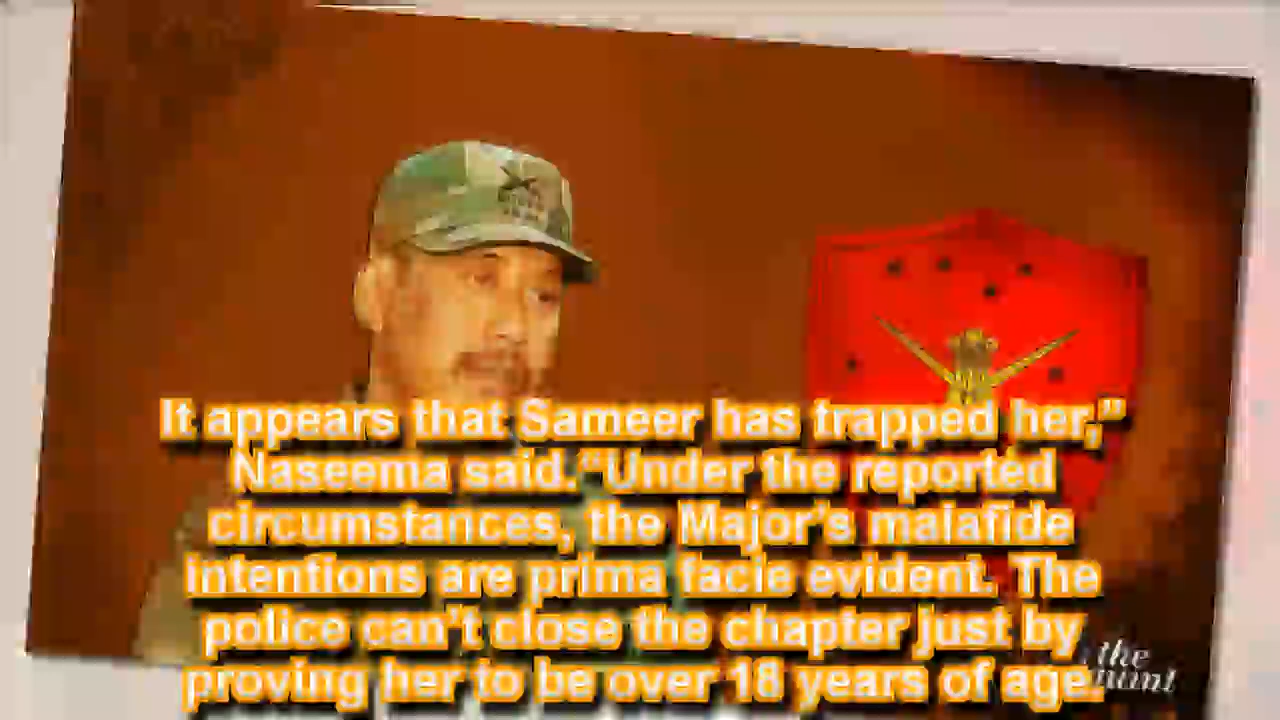 It appears that Sameer has trapped her,”
Naseema said.“Under the reported
circumstances, the Major’s malafide
intentions are prima facie evident. The
police can’t close the chapter just by
proving her to be over 18 years of age.
the